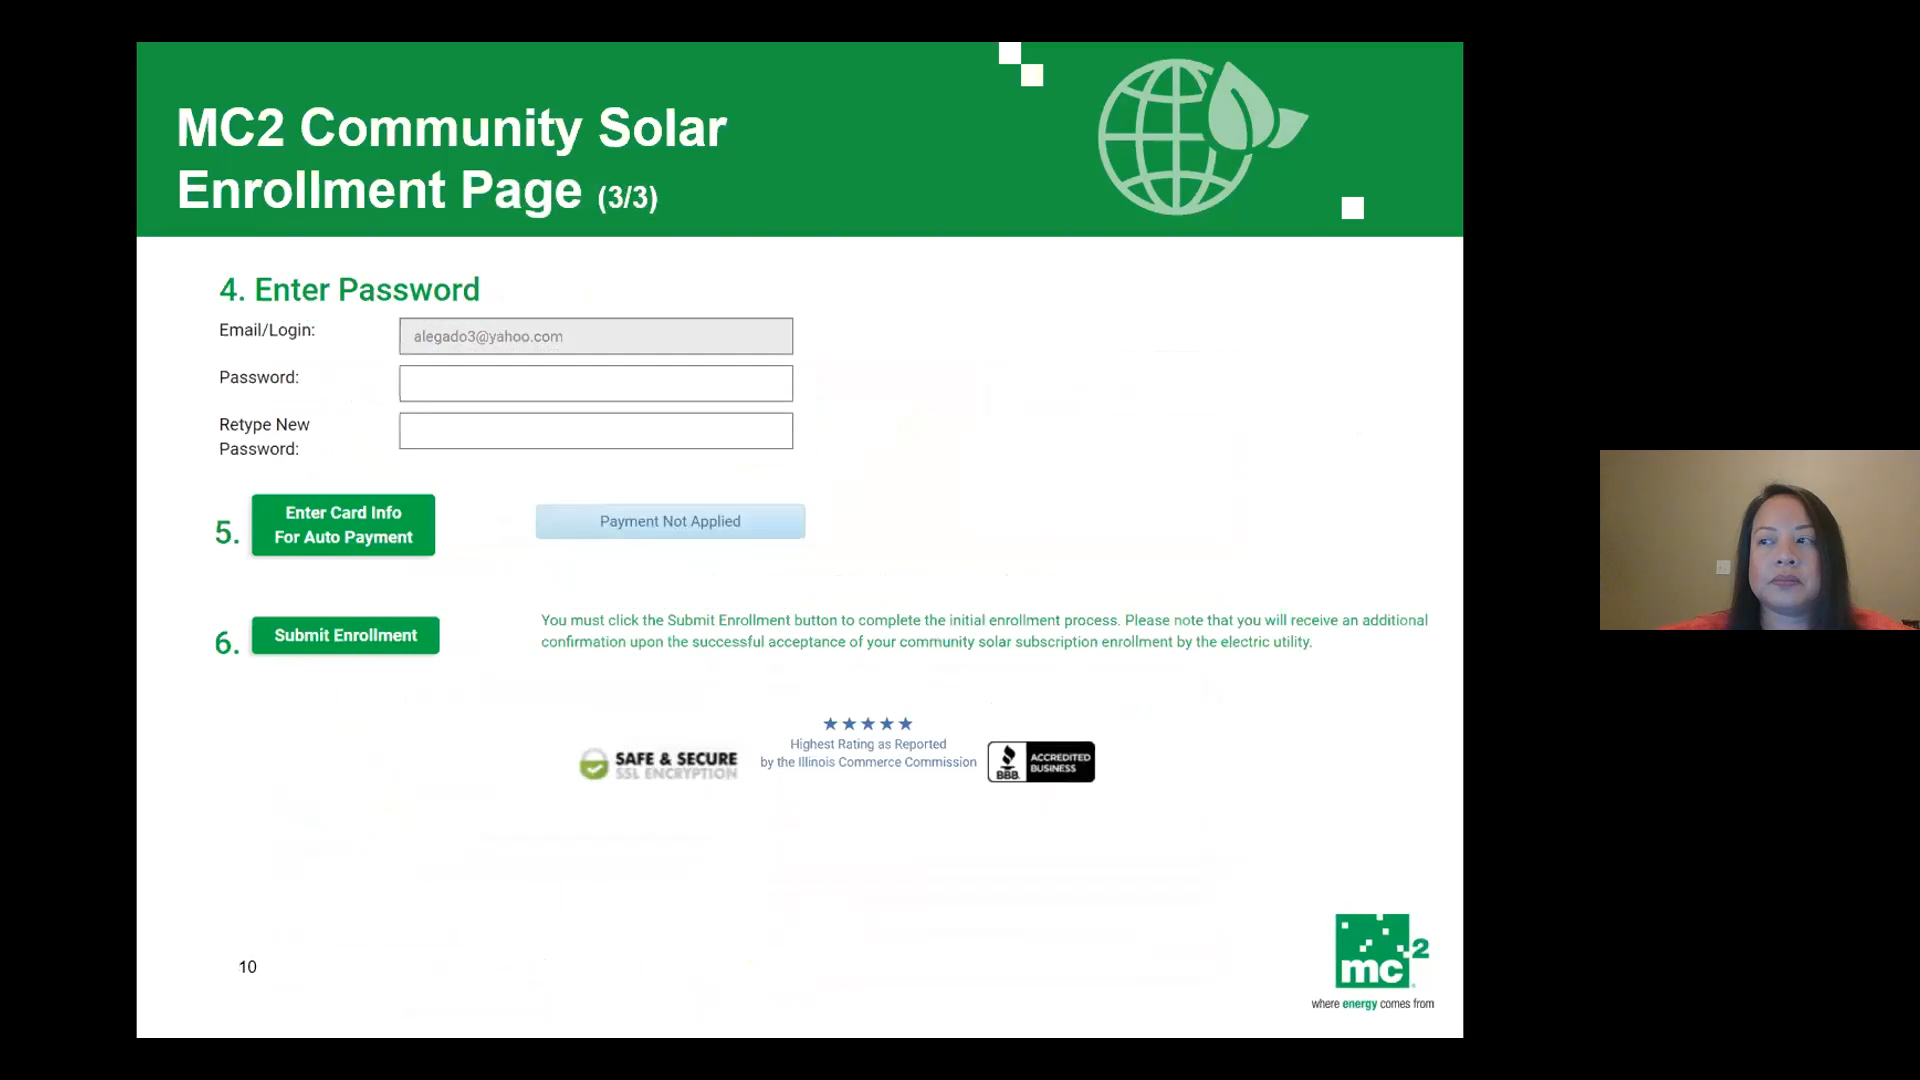 MC2 Community Solar
Enrollment Page (3/3)
4. Enter Password
Email/Login:
alegado3@yahoo.com
Password:
Retype New
Password:
5.
Enter Card Info
For Auto Payment
Payment Not Applied
6.
Submit Enrollment
You must click the Submit Enrollment button to complete the initial enrollment process. Please note that you will receive an additional
confirmation upon the successful acceptance of your community solar subscription enrollment by the electric utility.
SAFE & SECURE
SSL ENCRYPTION
★★★★★
Highest Rating as Reported
by the Illinois Commerce Commission
BBB.
ACCREDITED
BUSINESS
10
mc2
where energy comes from